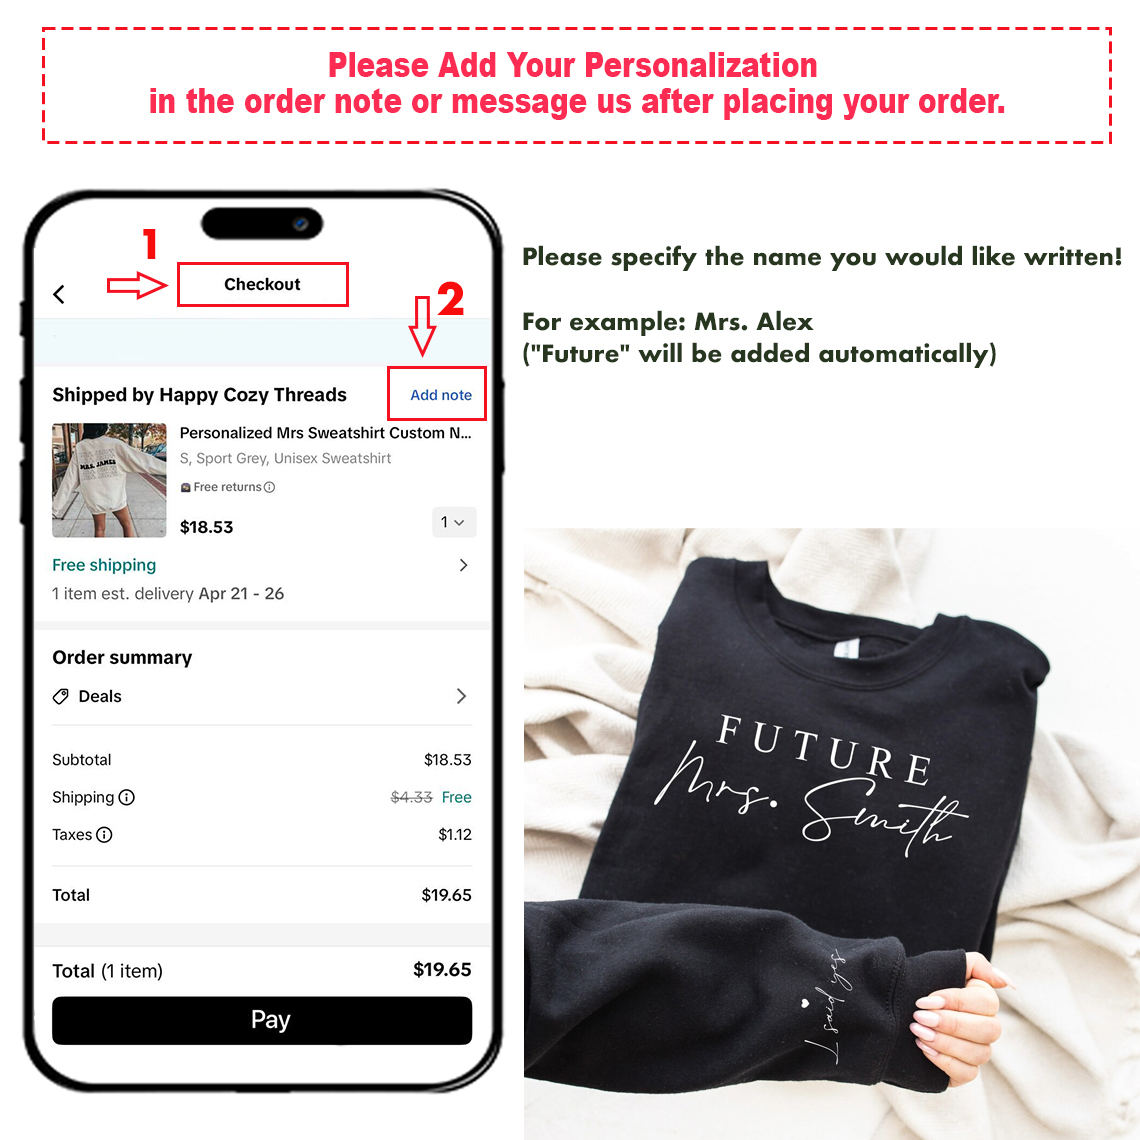 Please Add Your Personalization
in the order note or message us after placing your order.
1
Checkout
2
Shipped by Happy Cozy Threads
Add note
MRS. JAMES
Personalized Mrs Sweatshirt Custom N...
S, Sport Grey, Unisex Sweatshirt
Free returns
$18.53
1
Free shipping
1 item est. delivery Apr 21 - 26
Order summary
Deals
Subtotal
$18.53
Shipping
$4.33 Free
Taxes
$1.12
Total
$19.65
Total (1 item)
$19.65
Pay
Please specify the name you would like written!
For example: Mrs. Alex
("Future" will be added automatically)
FUTURE
Mrs. Smith
I said yes